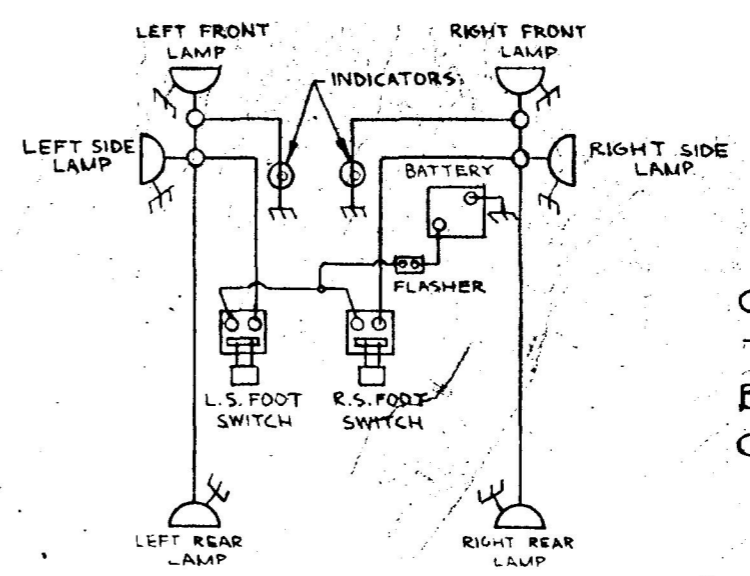 LEFT FRONT
LAMP
RIGHT FRONT
LAMP
INDICATORS
LEFT SIDE
LAMP
BATTERY
RIGHT SIDE
LAMP
FLASHER
L.S. FOOT
SWITCH
R.S. FOOT
SWITCH
LEFT REAR
LAMP
RIGHT REAR
LAMP